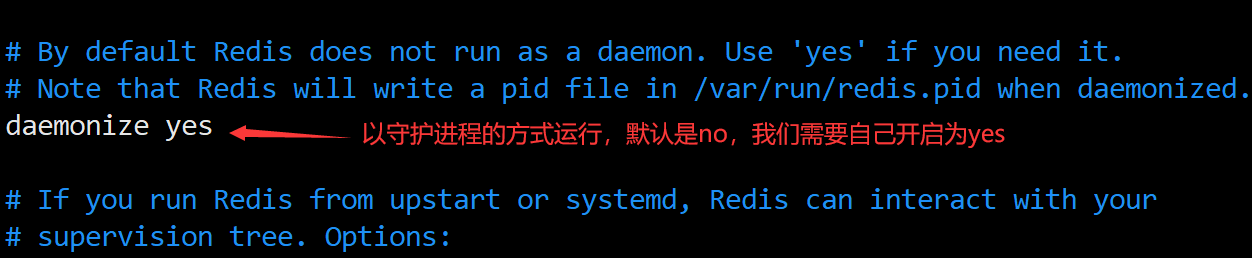 # By default Redis does not run as a daemon. Use 'yes' if you need it.
# Note that Redis will write a pid file in /var/run/redis.pid when daemonized.
daemonize yes
以守护进程的方式运行，默认是no，我们需要自己开启为yes
# If you run Redis from upstart or systemd, Redis can interact with your
# supervision tree. Options: